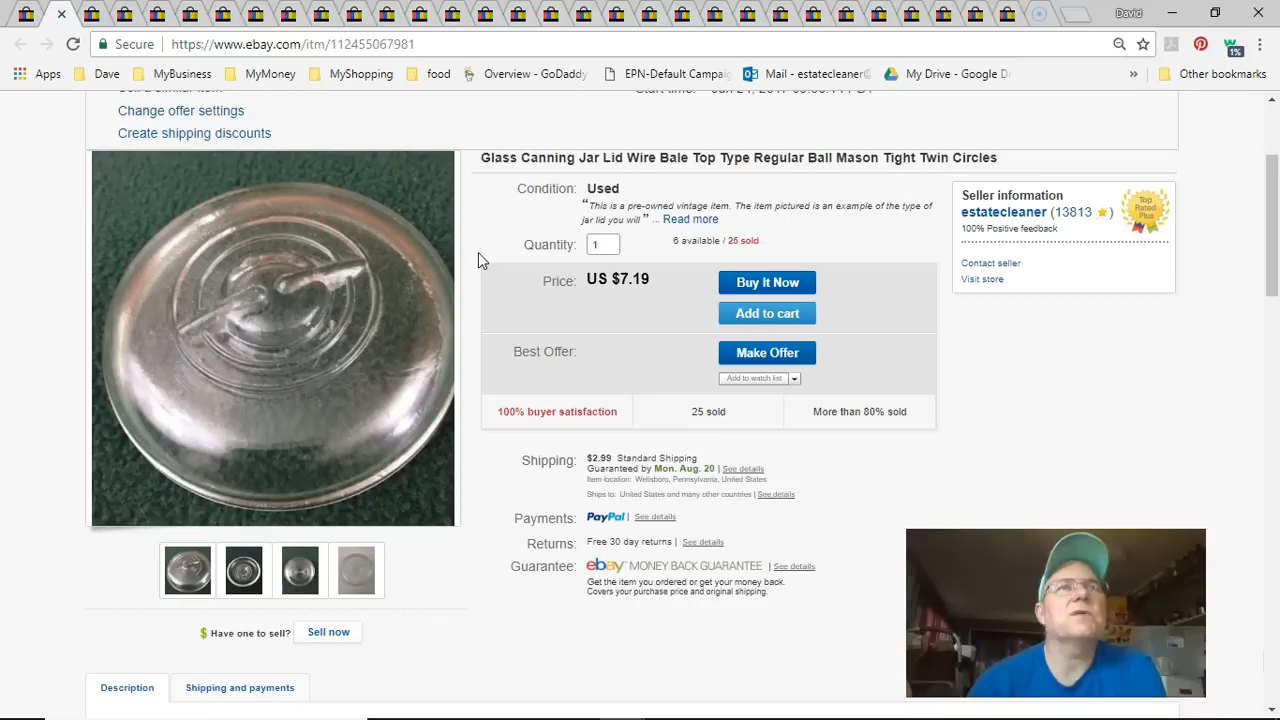 David
Secure
https://www.ebay.com/itm/112455067981
1%
Apps
Dave
MyBusiness
MyMoney
MyShopping
food
Overview - GoDaddy
EPN-Default Campai
Mail - estatecleaner@
My Drive - Google Dr
»
Other bookmarks
Change offer settings
Create shipping discounts
Glass Canning Jar Lid Wire Bale Top Type Regular Ball Mason Tight Twin Circles
Condition: Used
“This is a pre-owned vintage item. The item pictured is an example of the type of
jar lid you will ” ... Read more
Quantity: 1
6 available / 25 sold
Price: US $7.19
Buy It Now
Add to cart
Best Offer:
Make Offer
Add to watch list
100% buyer satisfaction
25 sold
More than 80% sold
Seller information
estatecleaner (13813 )
100% Positive feedback
Top
Rated
Plus
Contact seller
Visit store
Shipping: $2.99 Standard Shipping
Guaranteed by Mon. Aug. 20 | See details
Item location: Wellsboro, Pennsylvania, United States
Ships to: United States and many other countries | See details
Payments: PayPal | See details
Returns: Free 30 day returns | See details
Guarantee: ebay MONEY BACK GUARANTEE | See details
Get the item you ordered or get your money back.
Covers your purchase price and original shipping.
$ Have one to sell? Sell now
Description
Shipping and payments